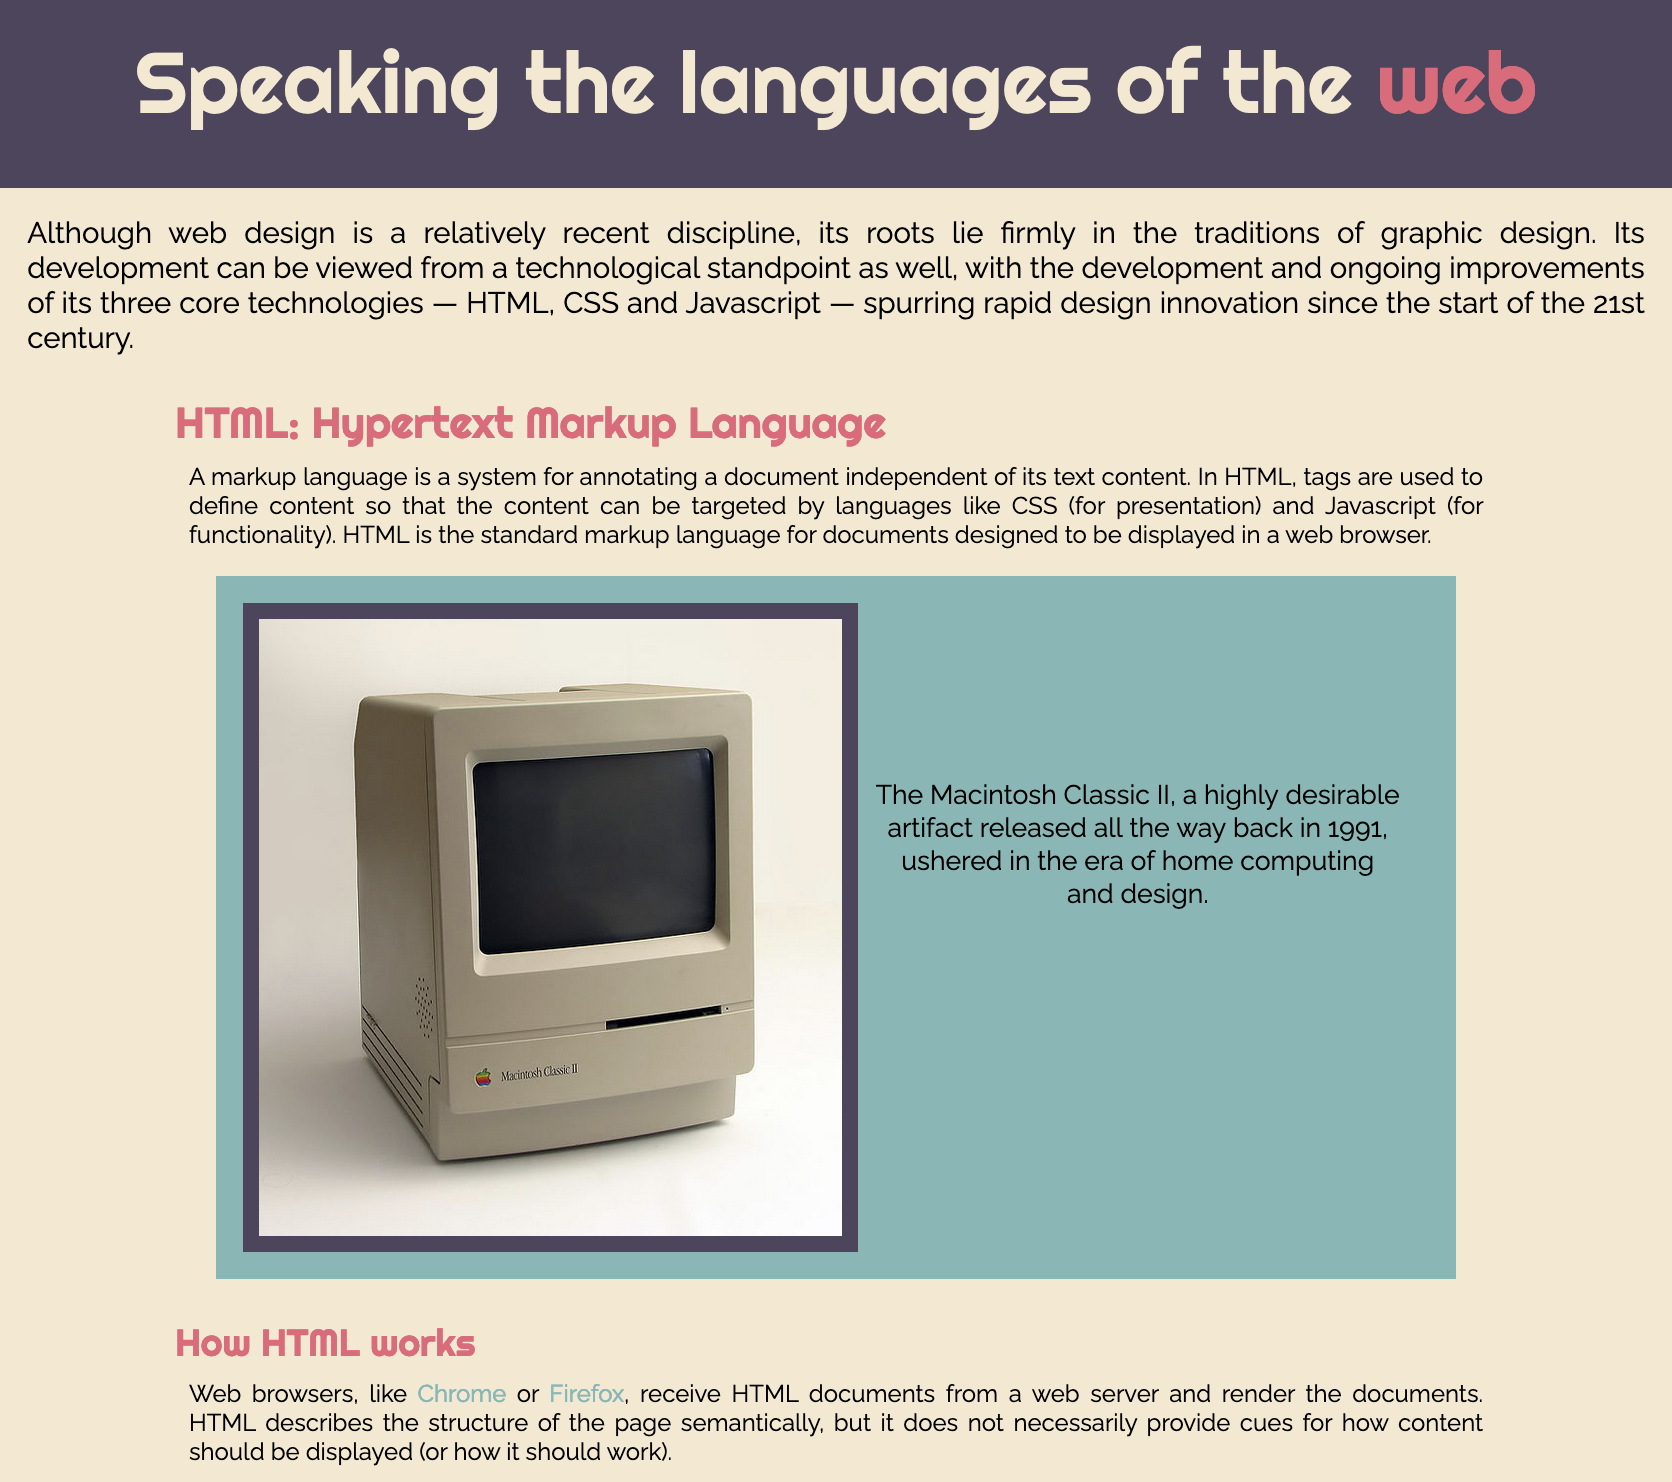 Speaking the languages of the web
Although web design is a relatively recent discipline, its roots lie firmly in the traditions of graphic design. Its
development can be viewed from a technological standpoint as well, with the development and ongoing improvements
of its three core technologies — HTML, CSS and Javascript — spurring rapid design innovation since the start of the 21st
century.
HTML: Hypertext Markup Language
A markup language is a system for annotating a document independent of its text content. In HTML, tags are used to
define content so that the content can be targeted by languages like CSS (for presentation) and Javascript (for
functionality). HTML is the standard markup language for documents designed to be displayed in a web browser.
Macintosh Classic II
The Macintosh Classic II, a highly desirable
artifact released all the way back in 1991,
ushered in the era of home computing
and design.
How HTML works
Web browsers, like Chrome or Firefox, receive HTML documents from a web server and render the documents.
HTML describes the structure of the page semantically, but it does not necessarily provide cues for how content
should be displayed (or how it should work).